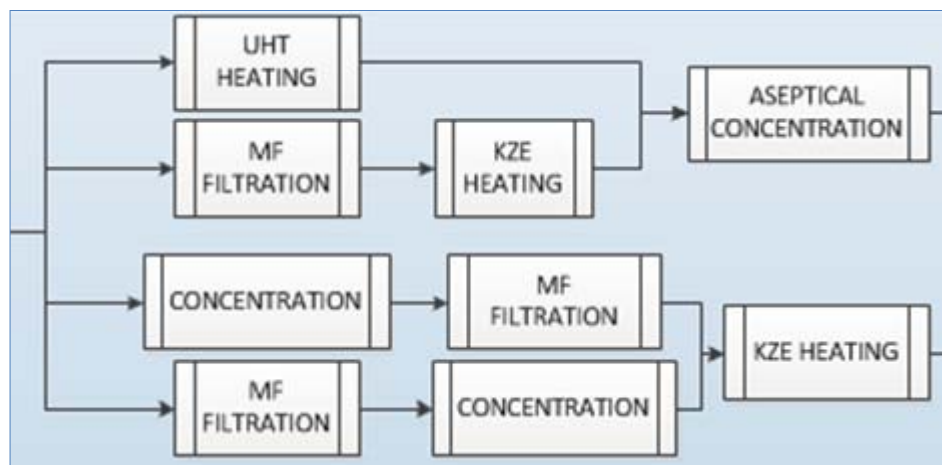 UHT
HEATING
ASEPTICAL
CONCENTRATION
MF
FILTRATION
KZE
HEATING
CONCENTRATION
MF
FILTRATION
KZE HEATING
MF
FILTRATION
CONCENTRATION